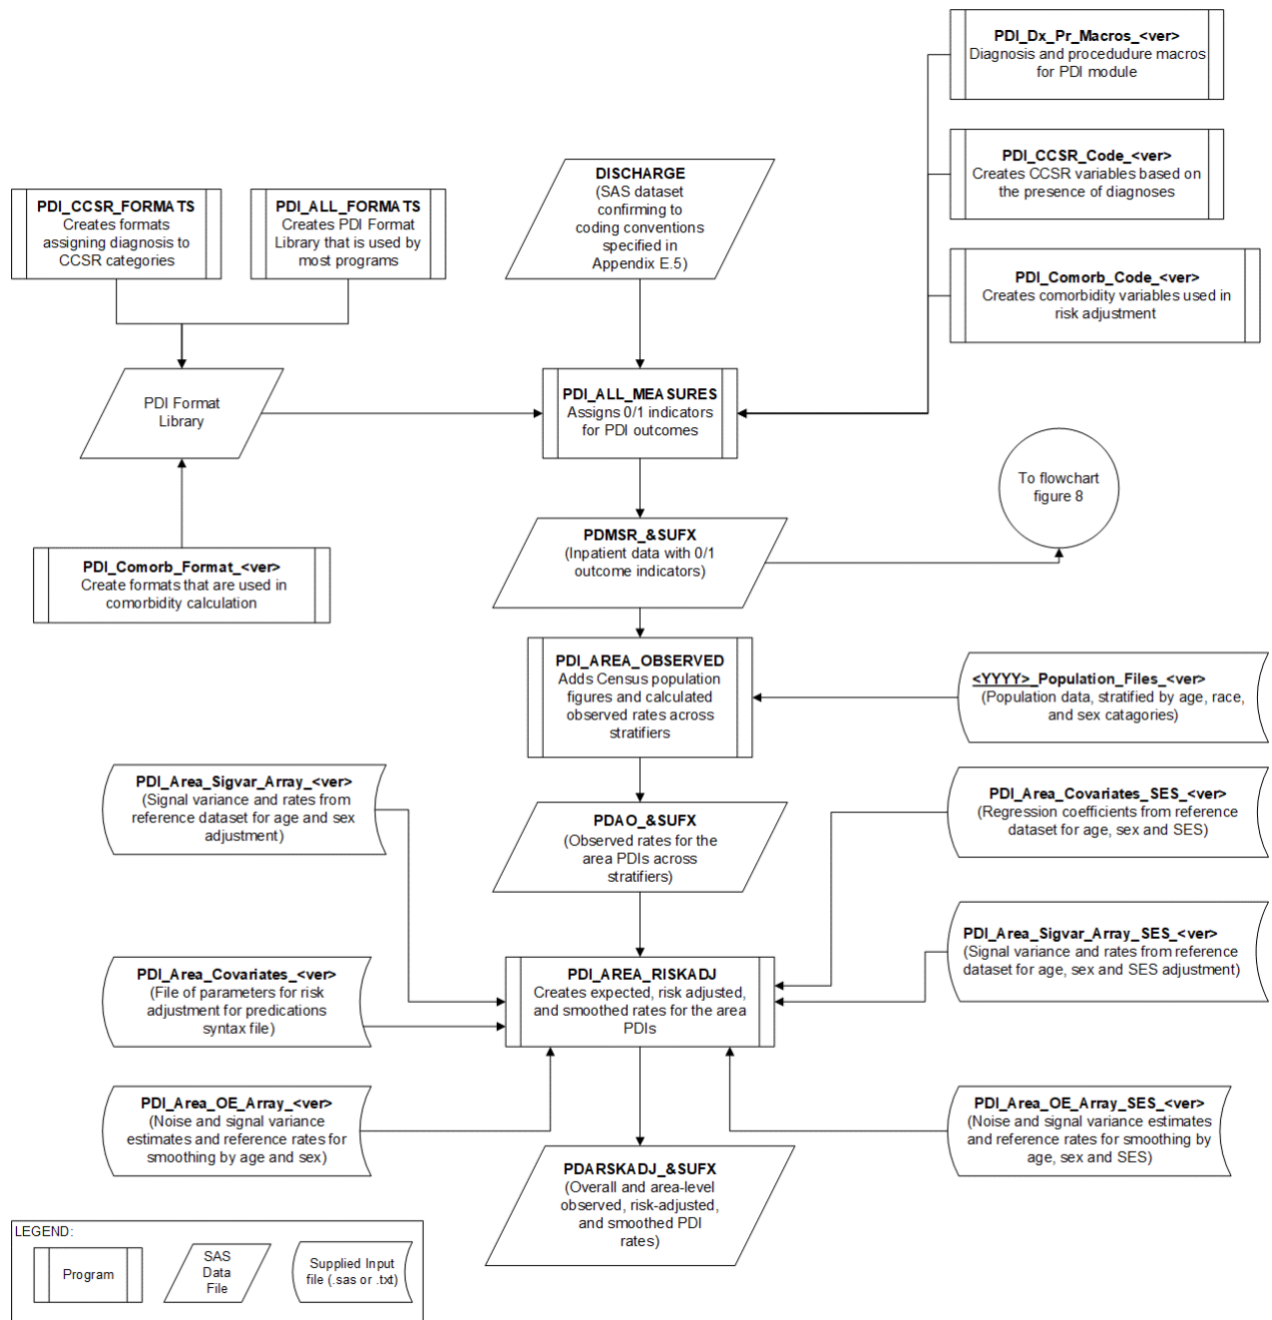 PDI_Dx_Pr_Macros_<ver>
Diagnosis and procedudure macros
for PDI module
PDI_CCSR_Code_<ver>
Creates CCSR variables based on
the presence of diagnoses
PDI_Comorb_Code_<ver>
Creates comorbidity variables used in
risk adjustment
DISCHARGE
(SAS dataset
confirming to
coding conventions
specified in
Appendix E.5)
PDI_CCSR_FORMATS
Creates formats
assigning diagnosis to
CCSR categories
PDI_ALL_FORMATS
Creates PDI Format
Library that is used by
most programs
PDI Format
Library
PDI_ALL_MEASURES
Assigns 0/1 indicators
for PDI outcomes
To flowchart
figure 8
PDMSR_&SUFX
(Inpatient data with 0/1
outcome indicators)
PDI_Comorb_Format_<ver>
Create formats that are used in
comorbidity calculation
PDI_AREA_OBSERVED
Adds Census population
figures and calculated
observed rates across
stratifiers
<YYYY>_Population_Files_<ver>
(Population data, stratified by age, race,
and sex catagories)
PDI_Area_Sigvar_Array_<ver>
(Signal variance and rates from
reference dataset for age and sex
adjustment)
PDAO_&SUFX
(Observed rates for the
area PDIs across
stratifiers)
PDI_Area_Covariates_SES_<ver>
(Regression coefficients from reference
dataset for age, sex and SES)
PDI_Area_Sigvar_Array_SES_<ver>
(Signal variance and rates from reference
dataset for age, sex and SES adjustment)
PDI_Area_Covariates_<ver>
(File of parameters for risk
adjustment for predications
syntax file)
PDI_AREA_RISKADJ
Creates expected, risk adjusted,
and smoothed rates for the area
PDIs
PDI_Area_OE_Array_<ver>
(Noise and signal variance
estimates and reference rates for
smoothing by age and sex)
PDI_Area_OE_Array_SES_<ver>
(Noise and signal variance estimates
and reference rates for smoothing by
age, sex and SES)
PDARSKADJ_&SUFX
(Overall and area-level
observed, risk-adjusted,
and smoothed PDI
rates)
LEGEND:
Program
SAS
Data
File
Supplied Input
file (.sas or .txt)